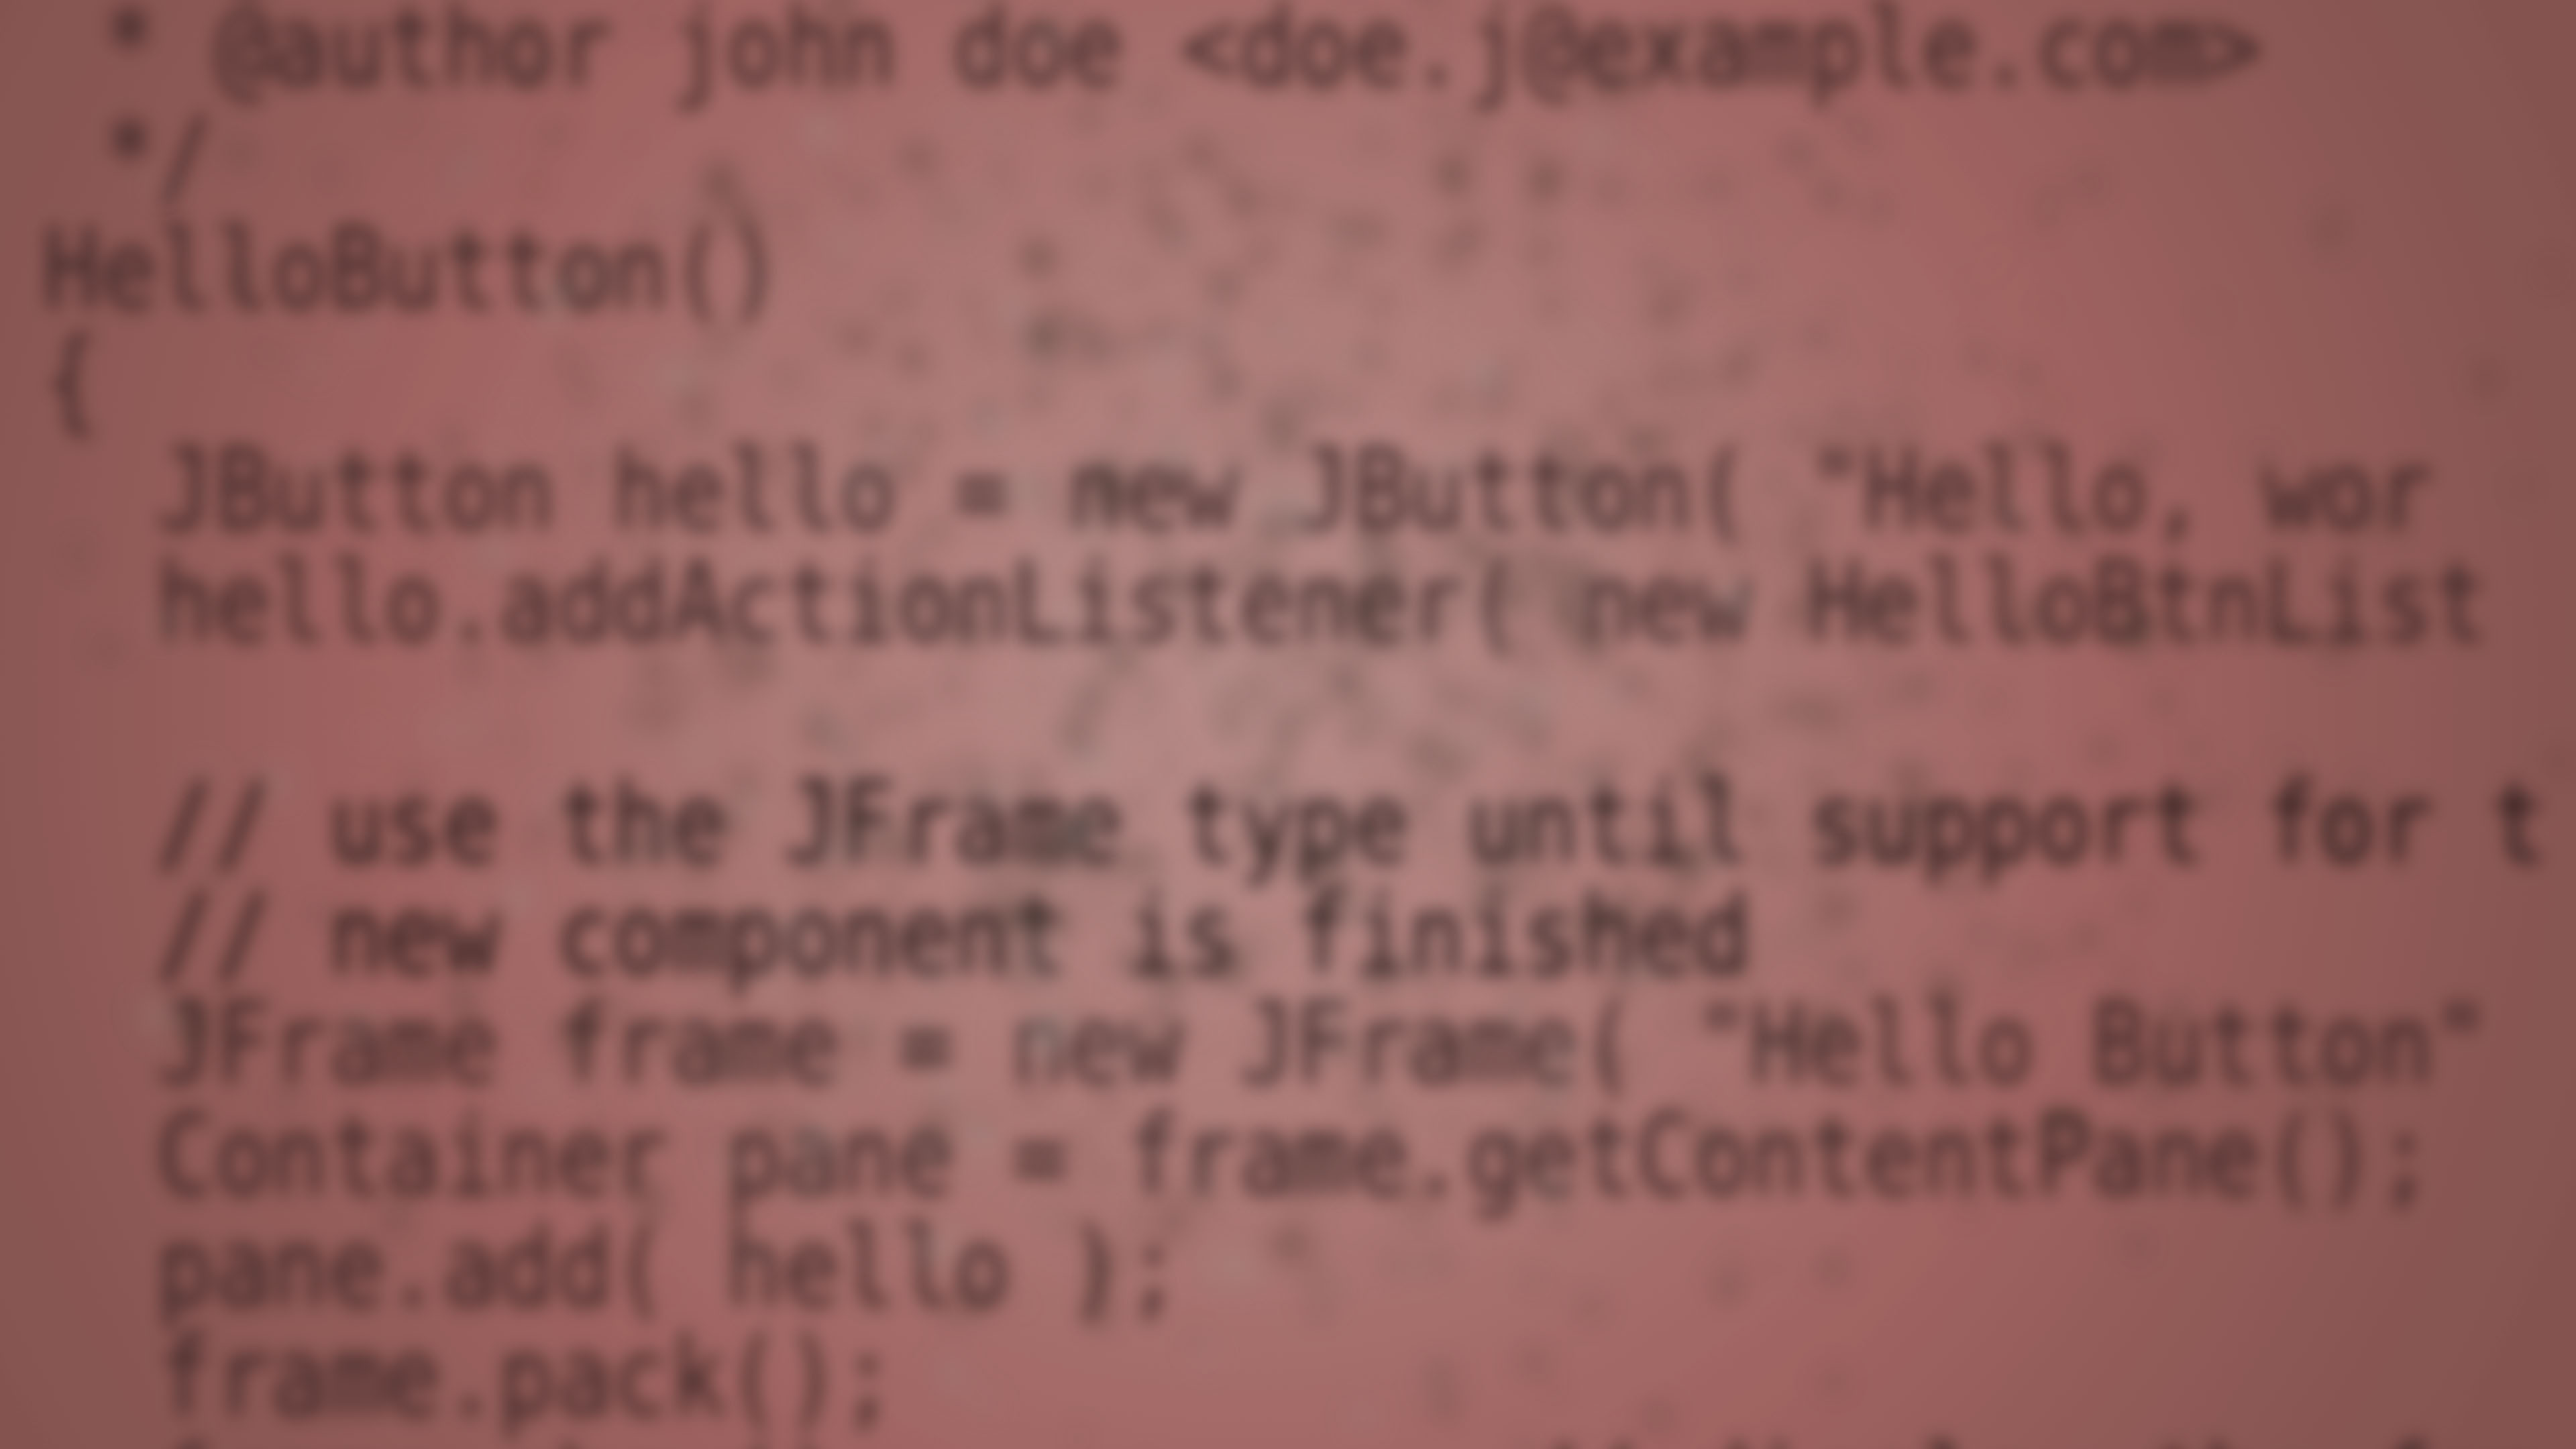 * @author john doe <doe.j@example.com>
*/
HelloButton()
{
JButton hello = new JButton( "Hello, wor
hello.addActionListener( new HelloBtnList
// use the JFrame type until support for t
// new component is finished
JFrame frame = new JFrame( "Hello Button"
Container pane = frame.getContentPane();
pane.add( hello );
frame.pack();